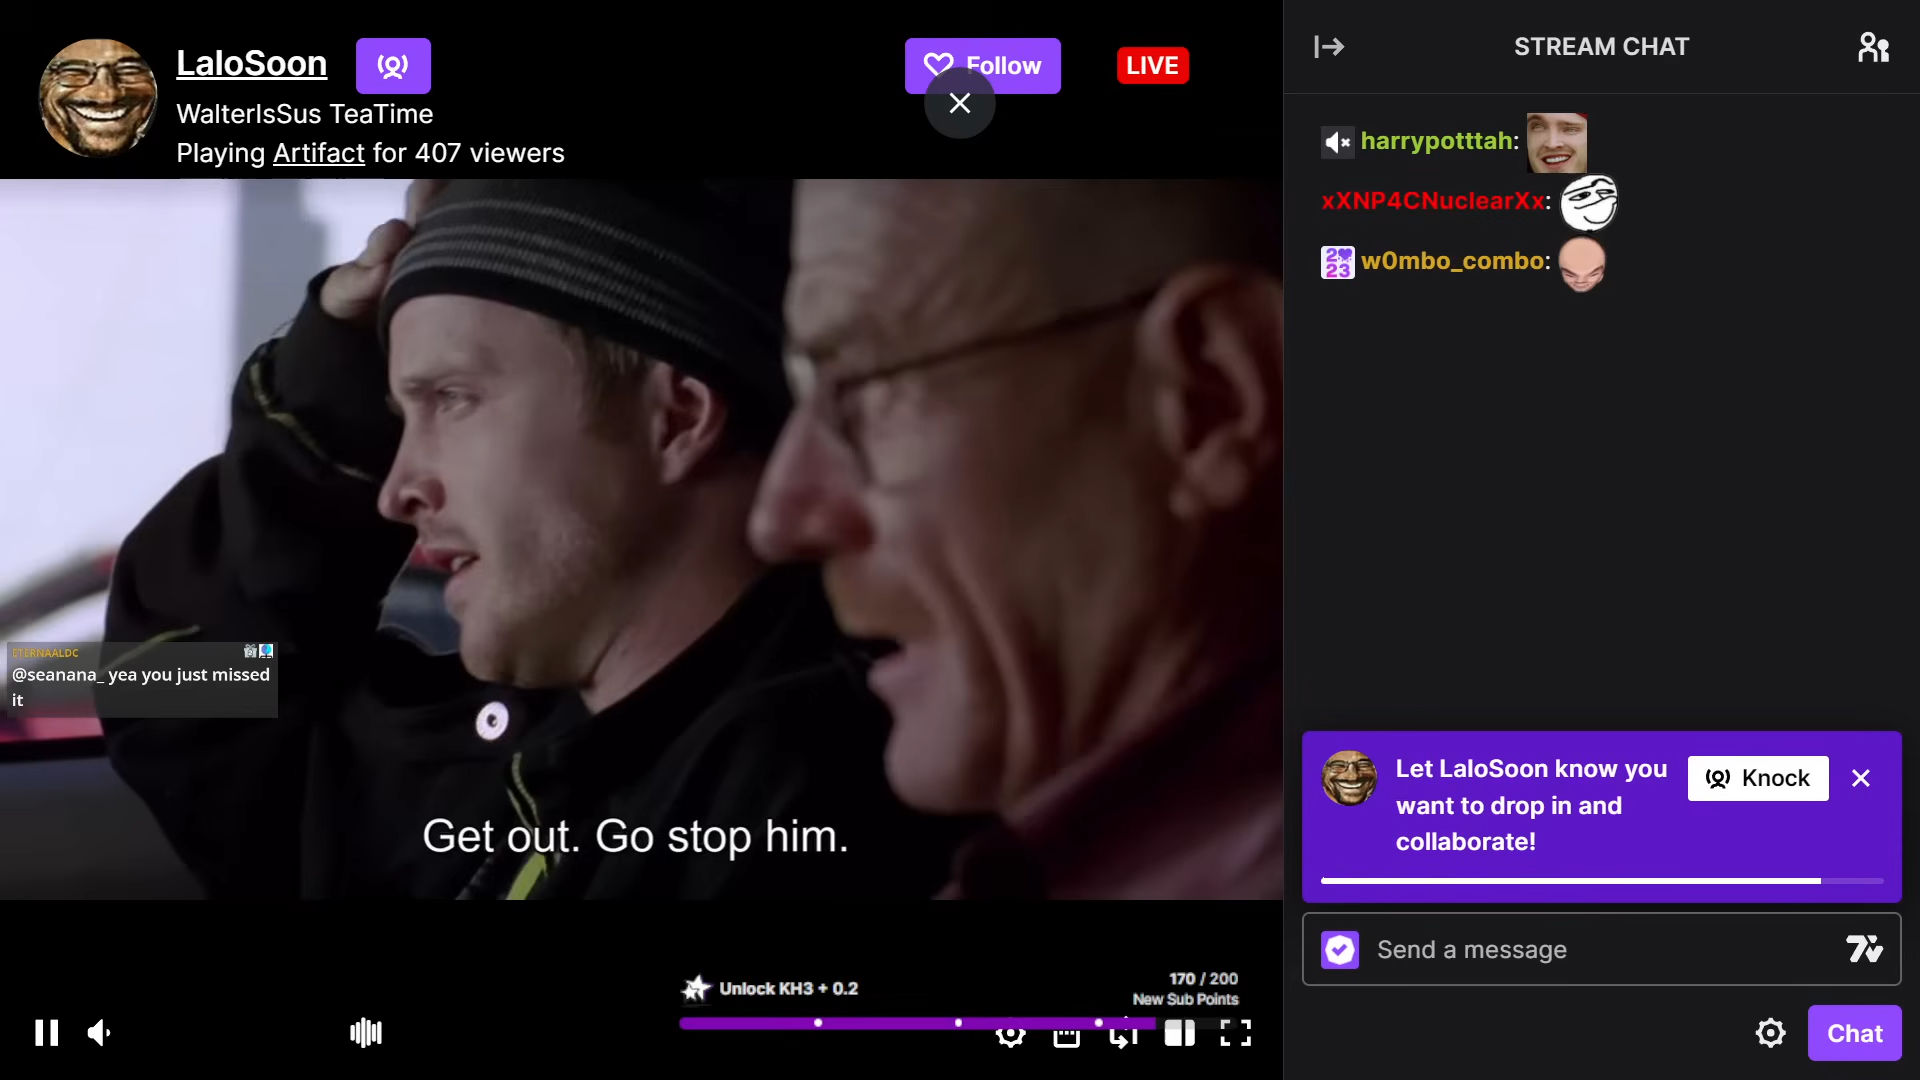 LaloSoon
Follow
LIVE
WalterIsSus TeaTime
Playing Artifact for 407 viewers
STREAM CHAT
harrypotttah:
xXNP4CNuclearXx:
2023
w0mbo_combo:
ETERNAALDC
@seanana_ yea you just missed
it
Get out. Go stop him.
Let LaloSoon know you
want to drop in and
collaborate!
Knock
Send a message
Unlock KH3 + 0.2
170 / 200
New Sub Points
Chat